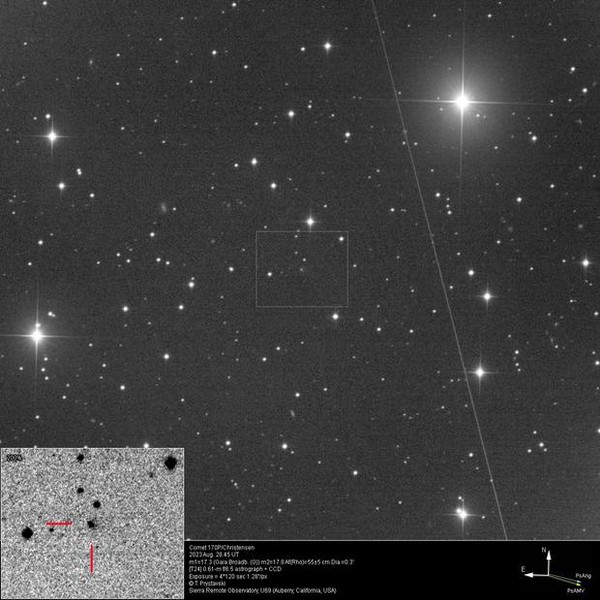 200%
Comet 170P/Christensen
2023 Aug. 28.45 UT
m1=17.3 (Gaia Broadb. (G)) m2=17.8 Af(Rho)=55±5 cm Dia =0.3'
[T24] 0.61-m f/6.5 astrograph + CCD
Exposure = 4*120 sec 1.28"/px
© T. Prystavski
Sierra Remote Observatory, U69 (Auberry, California, USA)
N
E
PsAng
PsAMV